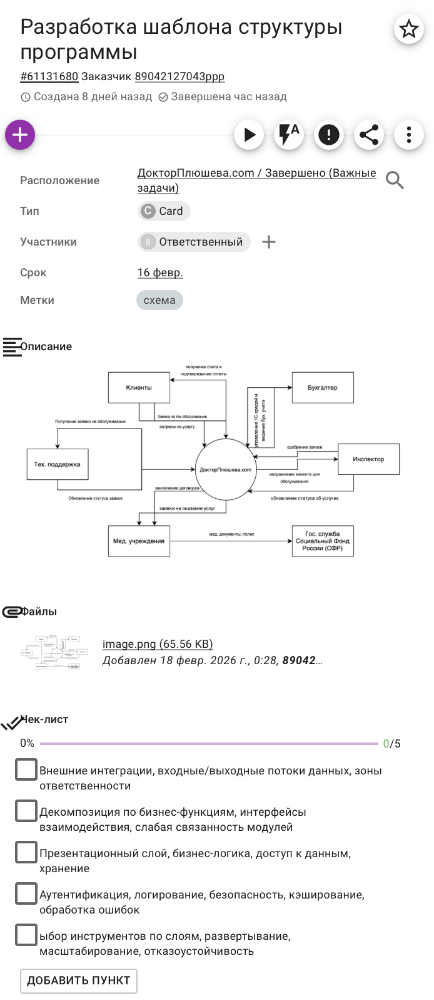 Разработка шаблона структуры
программы
#61131680 Заказчик 89042127043ppp
Создана 8 дней назад Завершена час назад
A
Расположение
ДокторПлюшева.com / Завершено (Важные
задачи)
Тип
C Card
Участники
8 Ответственный
Срок
16 февр.
Метки
схема
Описание
получение счета и
подтверждение оплаты
Клиенты
Бухгалтер
управление 1С средой и
ведение бух. учета
Заявка на тех обслуживание
запросы на услугу
Получение заявки на обслуживание
одобрение заявок
Тех. поддержка
ДокторПлюшева.com
Инспектор
направление клиента для
обслуживания
заключение договоров
Обновление статуса заявок
обновление статуса об услугах
заявки на оказание услуг
Мед. учреждения
мед. документы, полис
Гос. служба
Социальный Фонд
России (СФР)
Файлы
image.png (65.56 KB)
Добавлен 18 февр. 2026 г., 0:28, 89042...
Чек-лист
0% 0/5
Внешние интеграции, входные/выходные потоки данных, зоны
ответственности
Декомпозиция по бизнес-функциям, интерфейсы
взаимодействия, слабая связанность модулей
Презентационный слой, бизнес-логика, доступ к данным,
хранение
Аутентификация, логирование, безопасность, кэширование,
обработка ошибок
ыбор инструментов по слоям, развертывание,
масштабирование, отказоустойчивость
ДОБАВИТЬ ПУНКТ